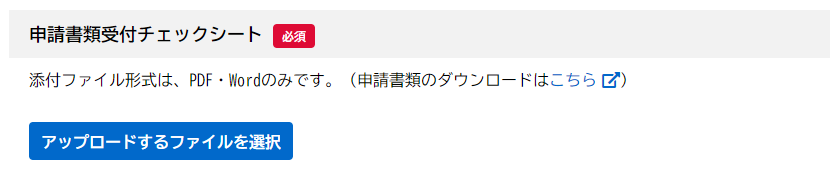 申請書類受付チェックシート 必須
添付ファイル形式は、PDF・Wordのみです。（申請書類のダウンロードはこちら）
アップロードするファイルを選択